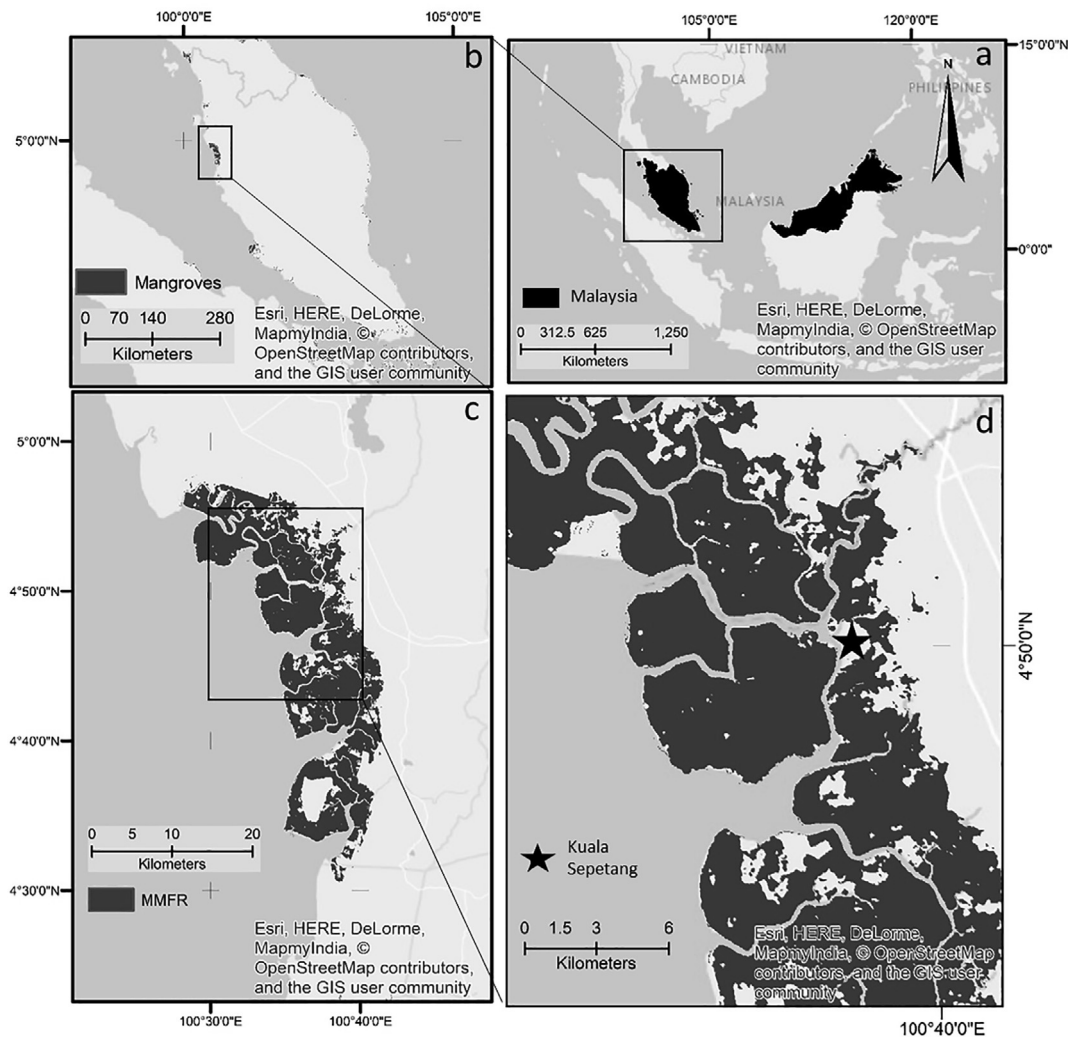 100°0'0"E
105°0'0"E
b
5°0'0"N
Mangroves
0 70 140 280
Kilometers
Esri, HERE, DeLorme,
MapmyIndia, ©
OpenStreetMap contributors,
and the GIS user community
105°0'0"E
120°0'0"E
a
15°0'0"N
0°0'0"
VIETNAM
CAMBODIA
PHILIPPINES
N
MALAYSIA
Malaysia
0 312.5 625 1,250
Kilometers
Esri, HERE, DeLorme,
MapmyIndia, © OpenStreetMap
contributors, and the GIS user
community
c
5°0'0"N
4°50'0"N
4°40'0"N
4°30'0"N
0 5 10 20
Kilometers
MMFR
Esri, HERE, DeLorme,
MapmyIndia, ©
OpenStreetMap contributors,
and the GIS user community
100°30'0"E
100°40'0"E
d
4°50'0"N
Kuala
Sepetang
0 1.5 3 6
Kilometers
Esri, HERE, DeLorme,
MapmyIndia, © OpenStreetMap
contributors, and the GIS user
community
100°40'0"E